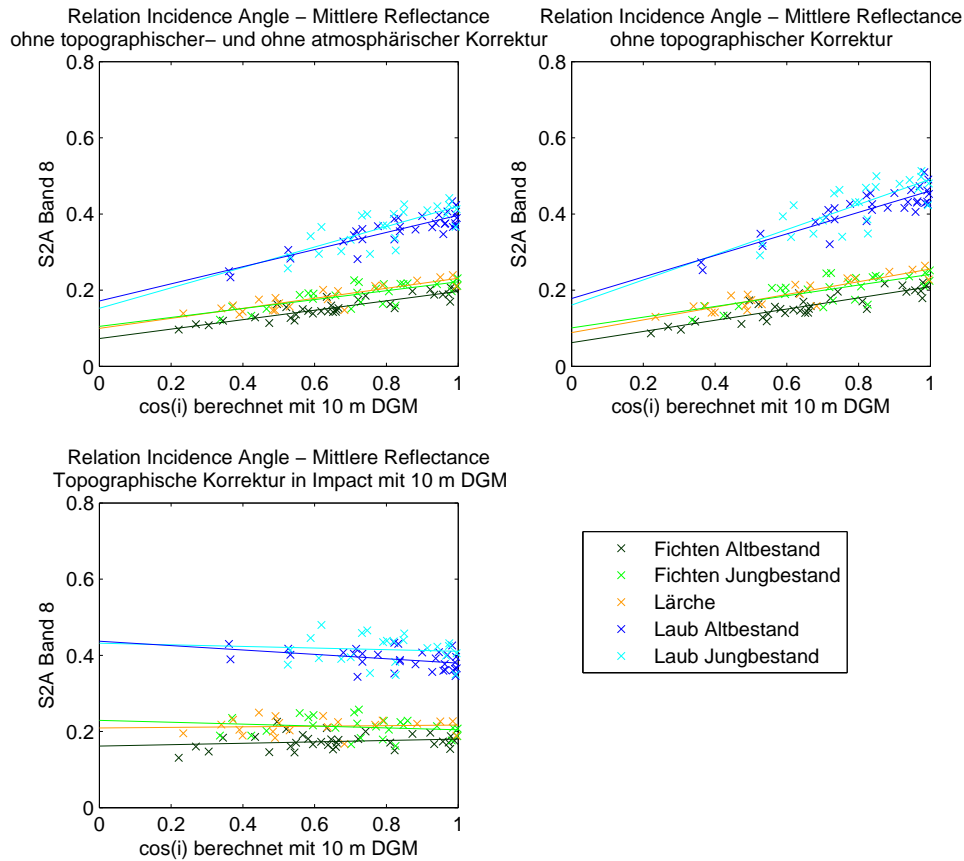 Relation Incidence Angle – Mittlere Reflectance
ohne topographischer– und ohne atmosphärischer Korrektur
0.8
0.6
0.4
0.2
0
S2A Band 8
0 0.2 0.4 0.6 0.8 1
cos(i) berechnet mit 10 m DGM
Relation Incidence Angle – Mittlere Reflectance
ohne topographischer Korrektur
0.8
0.6
0.4
0.2
0
S2A Band 8
0 0.2 0.4 0.6 0.8 1
cos(i) berechnet mit 10 m DGM
Relation Incidence Angle – Mittlere Reflectance
Topographische Korrektur in Impact mit 10 m DGM
0.8
0.6
0.4
0.2
0
S2A Band 8
0 0.2 0.4 0.6 0.8 1
cos(i) berechnet mit 10 m DGM
Fichten Altbestand
Fichten Jungbestand
Lärche
Laub Altbestand
Laub Jungbestand